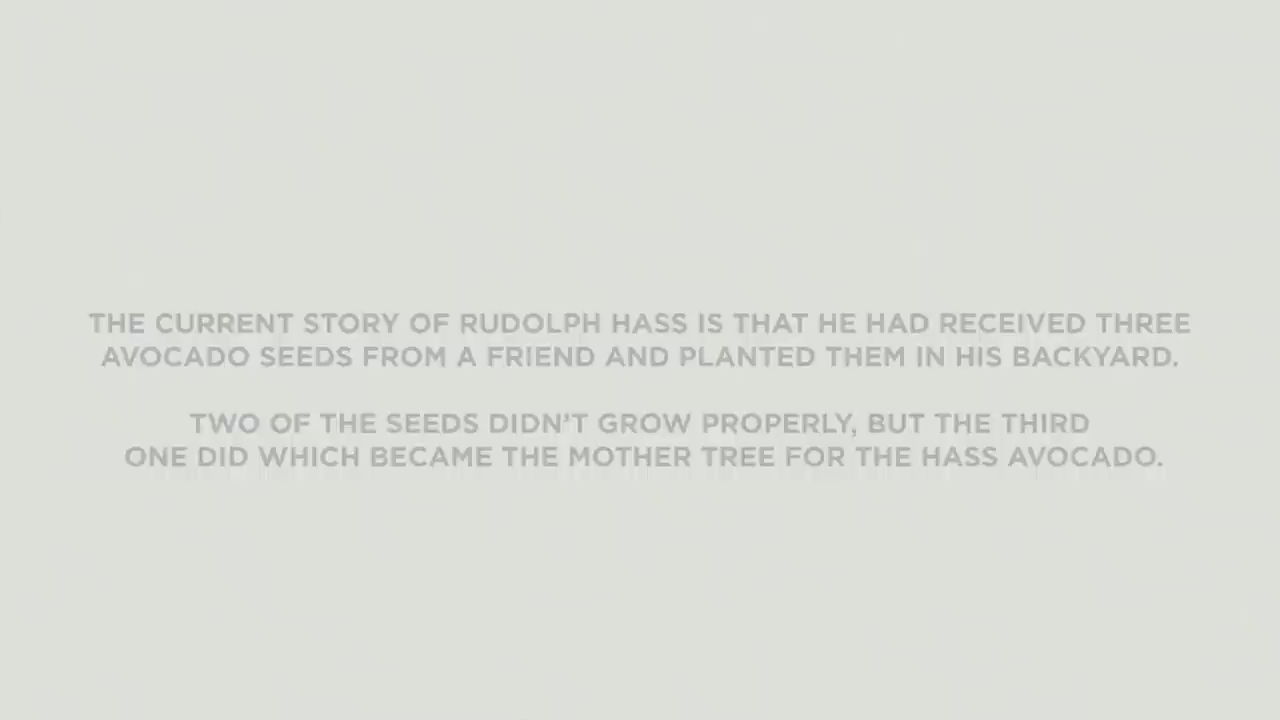 THE CURRENT STORY OF RUDOLPH HASS IS THAT HE HAD RECEIVED THREE
AVOCADO SEEDS FROM A FRIEND AND PLANTED THEM IN HIS BACKYARD.
TWO OF THE SEEDS DIDN'T GROW PROPERLY, BUT THE THIRD
ONE DID WHICH BECAME THE MOTHER TREE FOR THE HASS AVOCADO.